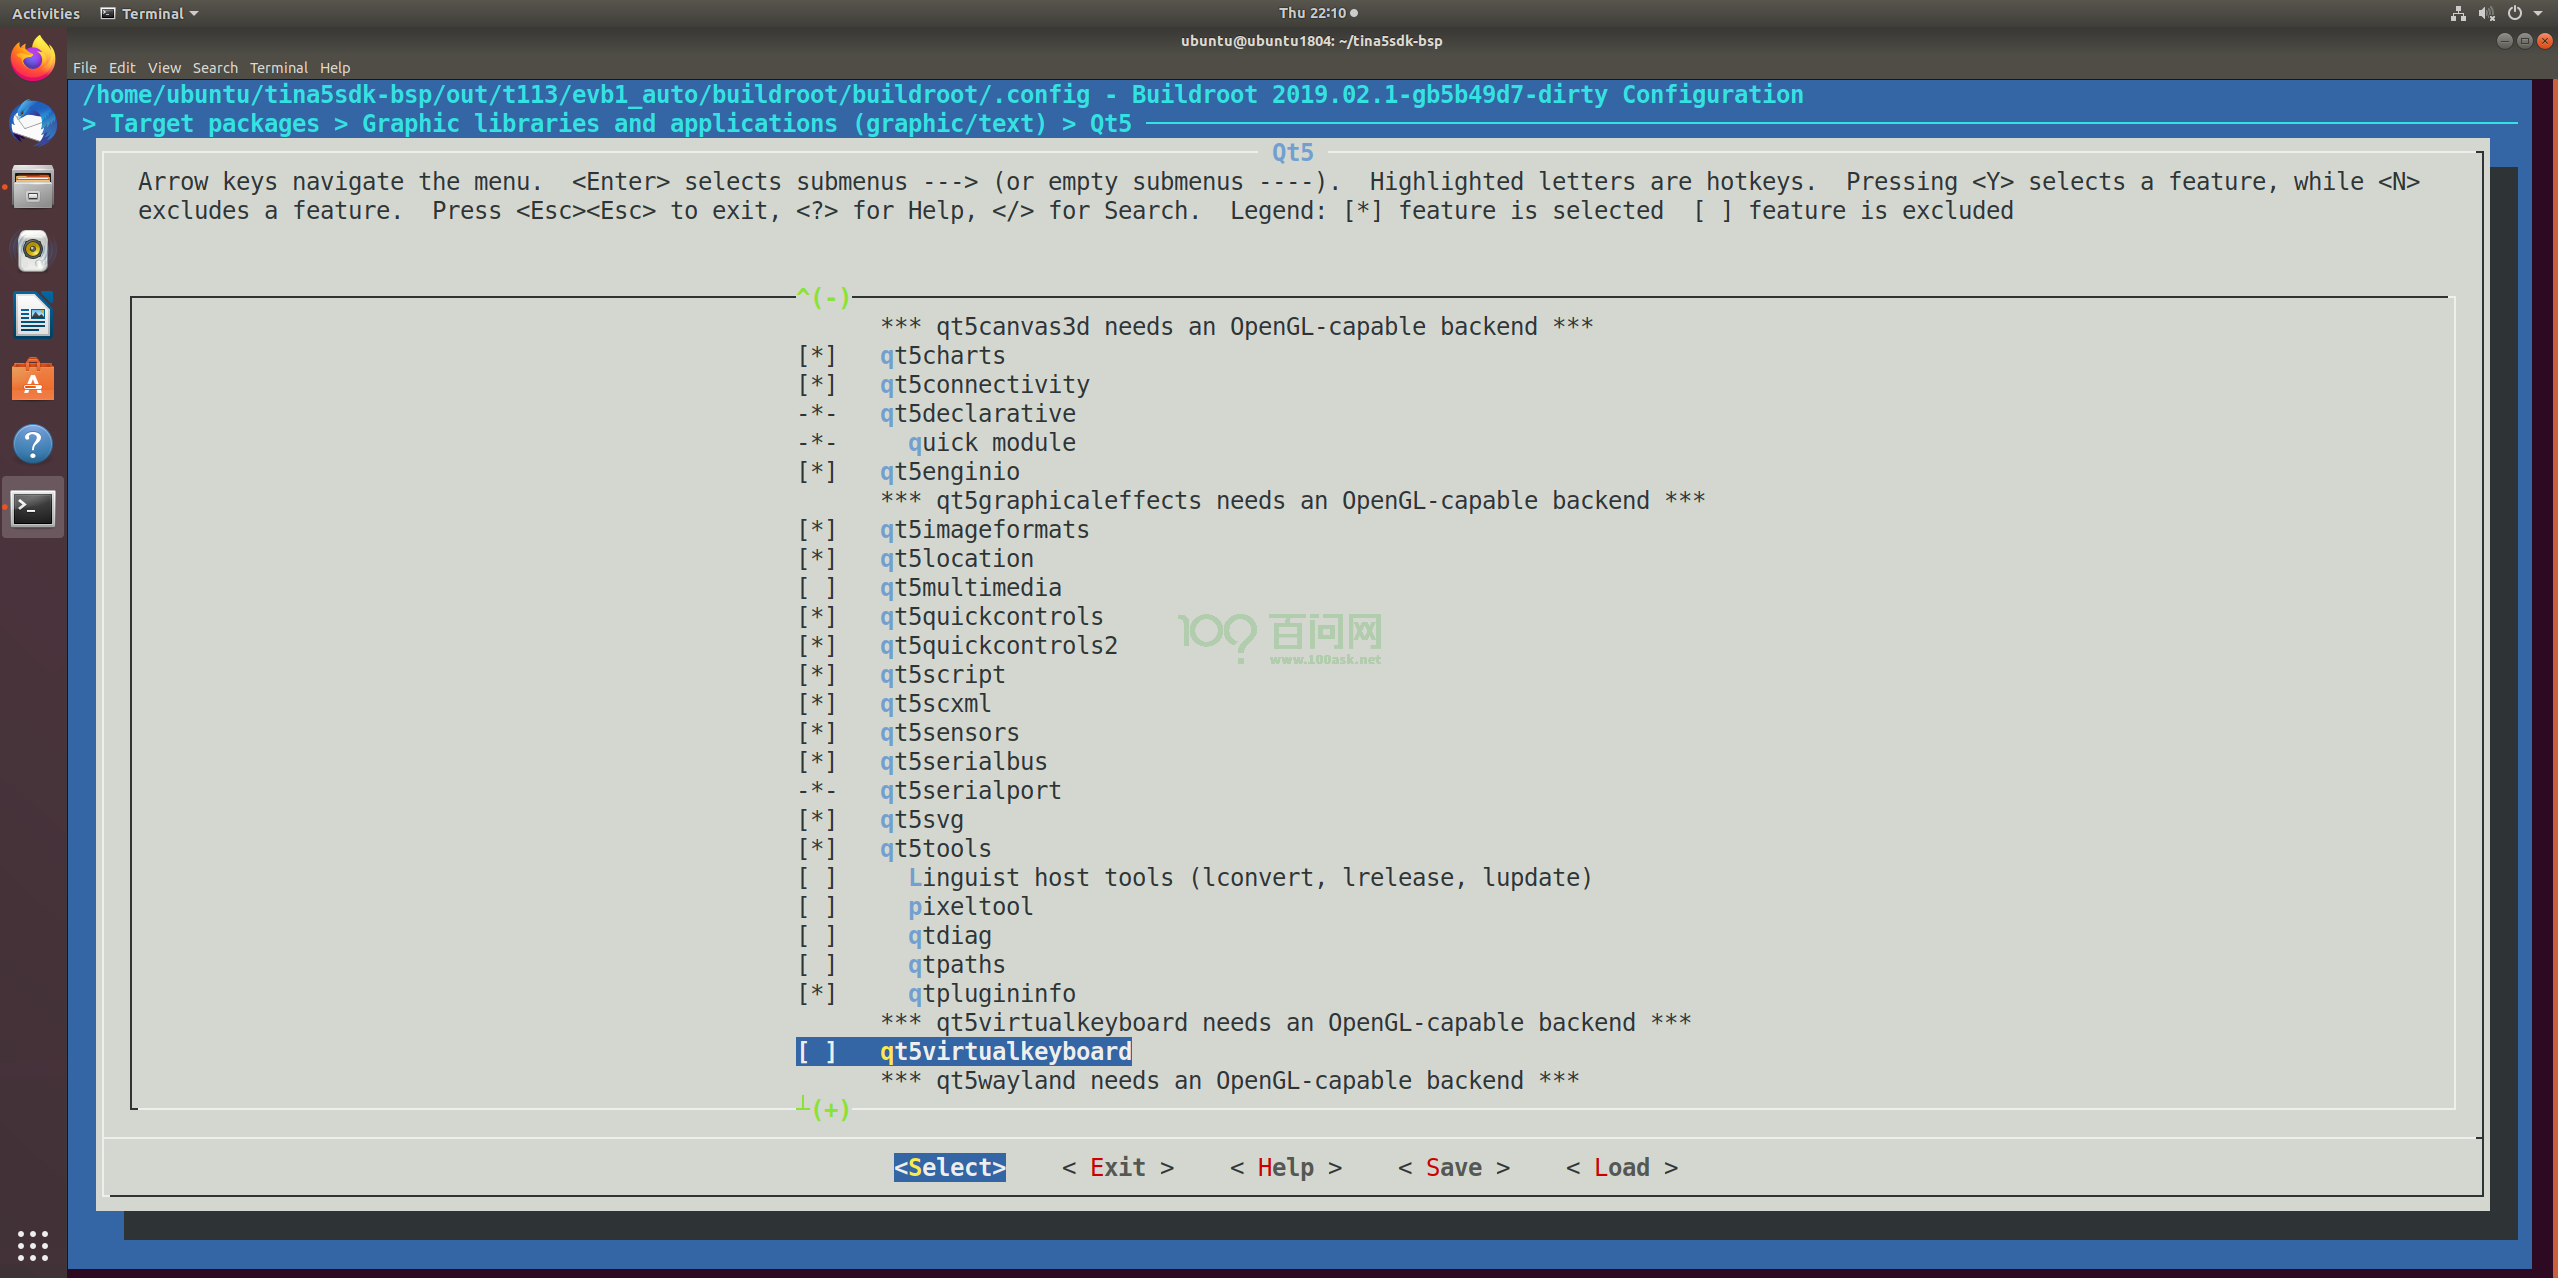 Activities Terminal Thu 22:10
ubuntu@ubuntu1804: ~/tina5sdk-bsp
File Edit View Search Terminal Help
/home/ubuntu/tina5sdk-bsp/out/t113/evb1_auto/buildroot/buildroot/.config - Buildroot 2019.02.1-gb5b49d7-dirty Configuration
> Target packages > Graphic libraries and applications (graphic/text) > Qt5
Qt5
Arrow keys navigate the menu.  <Enter> selects submenus ---> (or empty submenus ----).  Highlighted letters are hotkeys.  Pressing <Y> selects a feature, while <N>
excludes a feature.  Press <Esc><Esc> to exit, <?> for Help, </> for Search.  Legend: [*] feature is selected  [ ] feature is excluded
^(-)
*** qt5canvas3d needs an OpenGL-capable backend ***
[*] qt5charts
[*] qt5connectivity
-*- qt5declarative
-*- quick module
[*] qt5enginio
*** qt5graphicaleffects needs an OpenGL-capable backend ***
[*] qt5imageformats
[*] qt5location
[ ] qt5multimedia
[*] qt5quickcontrols
[*] qt5quickcontrols2
100? 百问网
www.100ask.net
[*] qt5script
[*] qt5scxml
[*] qt5sensors
[*] qt5serialbus
-*- qt5serialport
[*] qt5svg
[*] qt5tools
[ ] Linguist host tools (lconvert, lrelease, lupdate)
[ ] pixeltool
[ ] qtdiag
[ ] qtpaths
[*] qtplugininfo
*** qt5virtualkeyboard needs an OpenGL-capable backend ***
[ ] qt5virtualkeyboard
*** qt5wayland needs an OpenGL-capable backend ***
┴(+)
<Select> < Exit > < Help > < Save > < Load >